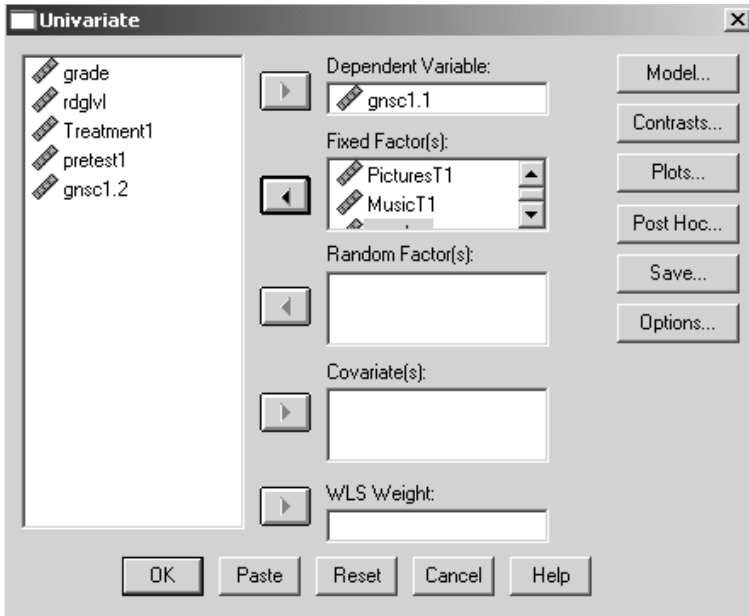 Univariate
grade
rdglvl
Treatment1
pretest1
gnsc1.2
Dependent Variable:
gnsc1.1
Fixed Factor(s):
PicturesT1
MusicT1
Random Factor(s):
Covariate(s):
WLS Weight:
Model...
Contrasts...
Plots...
Post Hoc...
Save...
Options...
OK
Paste
Reset
Cancel
Help